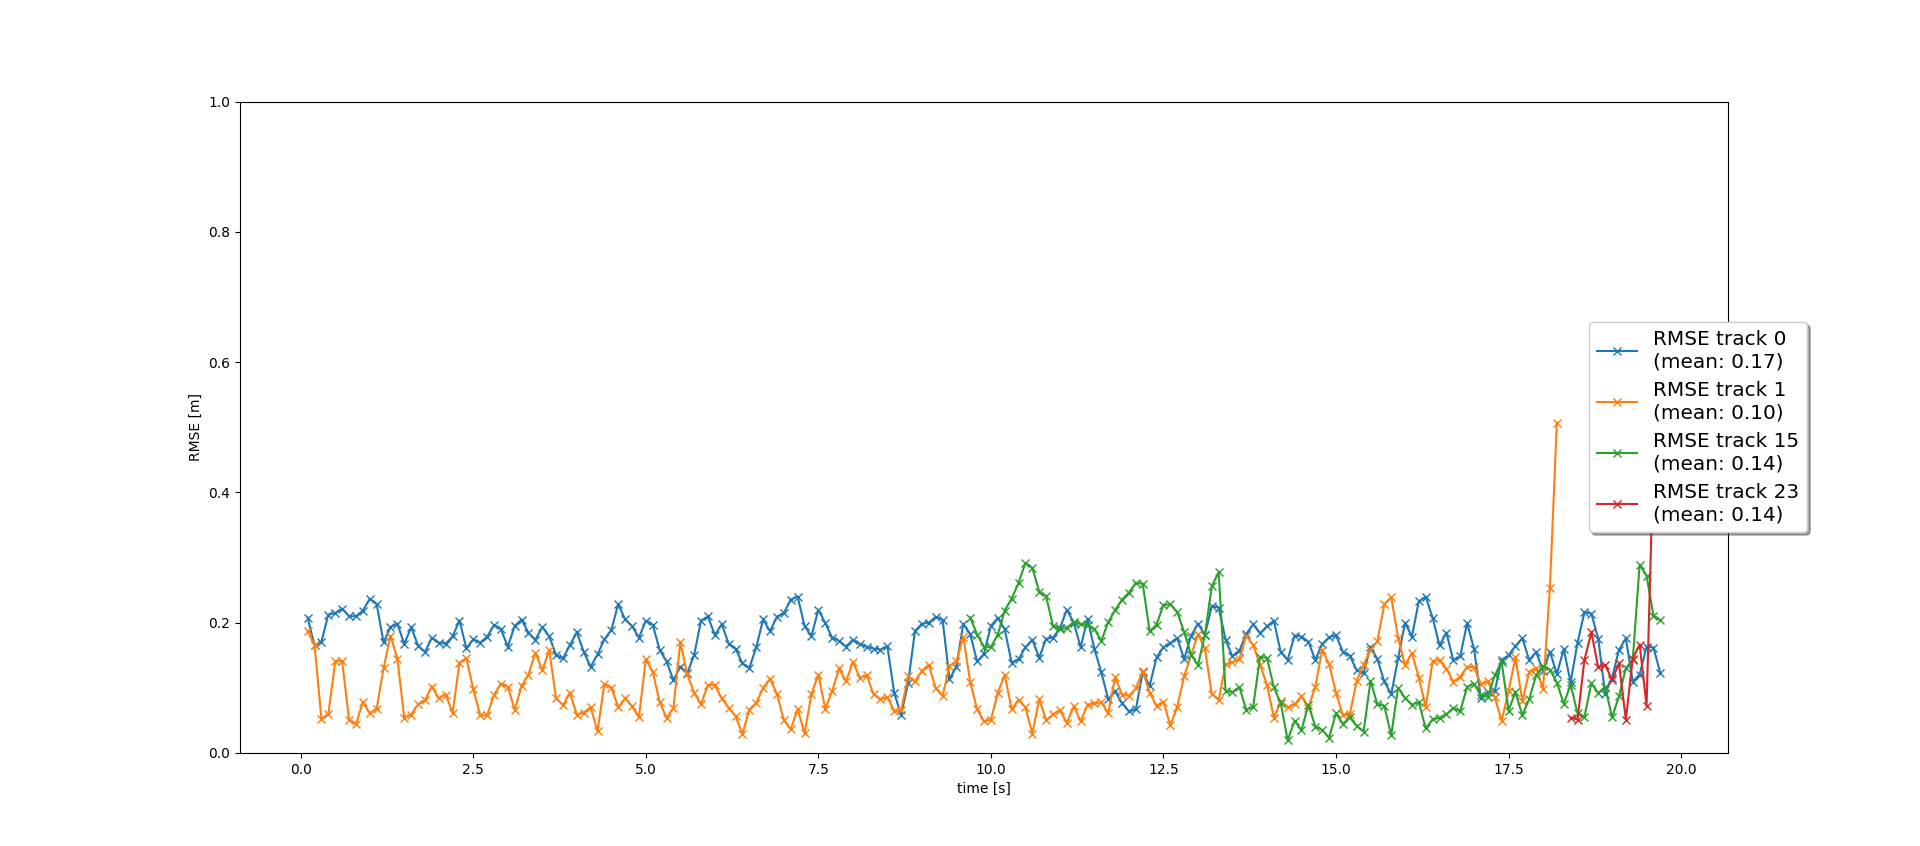 1.0
0.8
0.6
0.4
0.2
0.0
RMSE [m]
0.0 2.5 5.0 7.5 10.0 12.5 15.0 17.5 20.0
time [s]
RMSE track 0
(mean: 0.17)
RMSE track 1
(mean: 0.10)
RMSE track 15
(mean: 0.14)
RMSE track 23
(mean: 0.14)